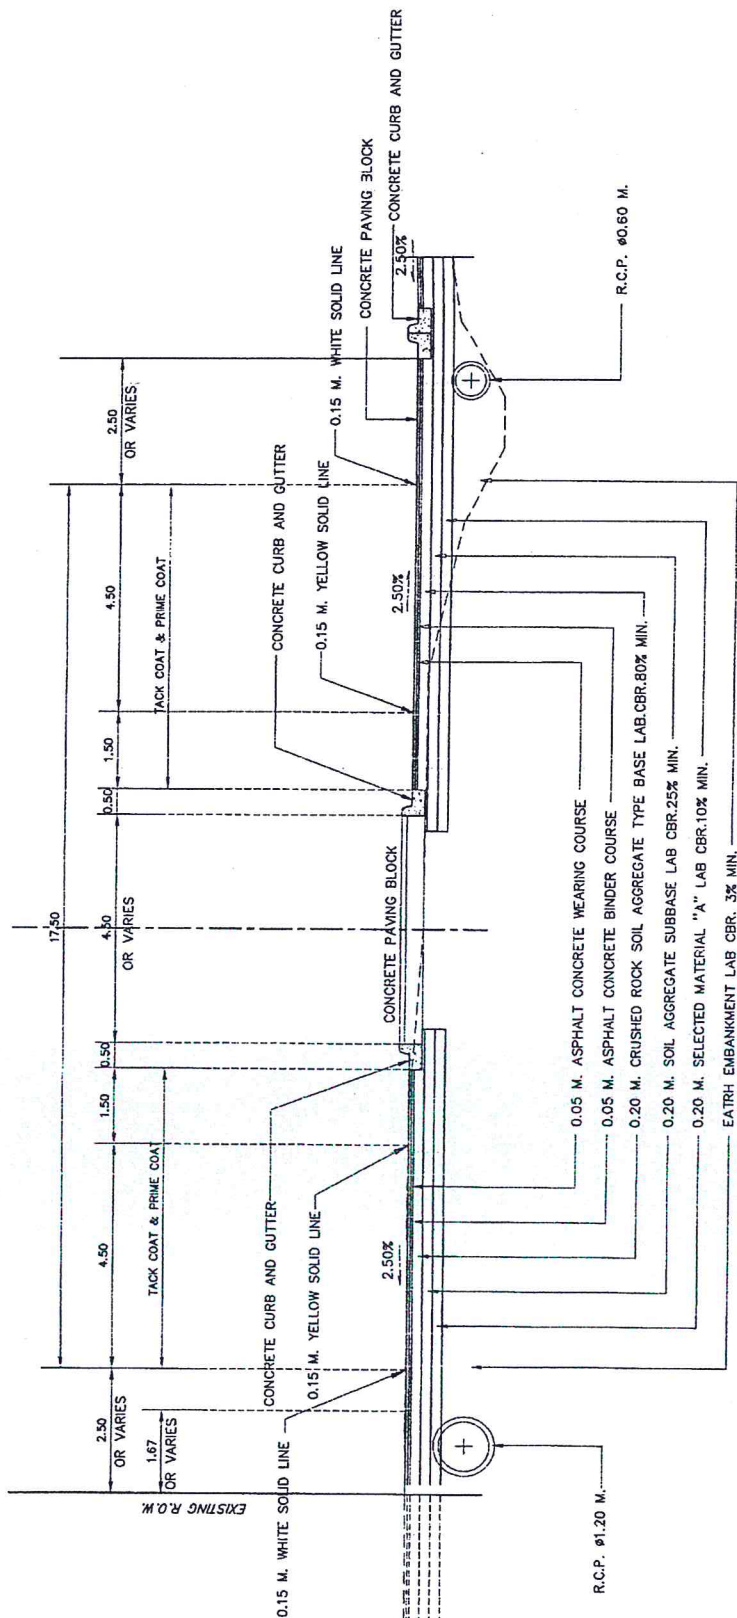 EXISTING R.O.W.
17.50
2.50
OR VARIES
1.67
OR VARIES
4.50
1.50
0.50
4.50
OR VARIES
0.50
1.50
4.50
2.50
OR VARIES
TACK COAT & PRIME COAT
TACK COAT & PRIME COAT
0.15 M. WHITE SOLID LINE
CONCRETE CURB AND GUTTER
0.15 M. YELLOW SOLID LINE
2.50%
CONCRETE PAVING BLOCK
CONCRETE CURB AND GUTTER
0.15 M. YELLOW SOLID LINE
2.50%
0.15 M. WHITE SOLID LINE
CONCRETE PAVING BLOCK
CONCRETE CURB AND GUTTER
2.50%
R.C.P. ø1.20 M.
R.C.P. ø0.60 M.
0.05 M. ASPHALT CONCRETE WEARING COURSE
0.05 M. ASPHALT CONCRETE BINDER COURSE
0.20 M. CRUSHED ROCK SOIL AGGREGATE TYPE BASE LAB.CBR.80% MIN.
0.20 M. SOIL AGGREGATE SUBBASE LAB CBR.25% MIN.
0.20 M. SELECTED MATERIAL "A" LAB CBR.10% MIN.
EATRH EMBANKMENT LAB CBR. 3% MIN.